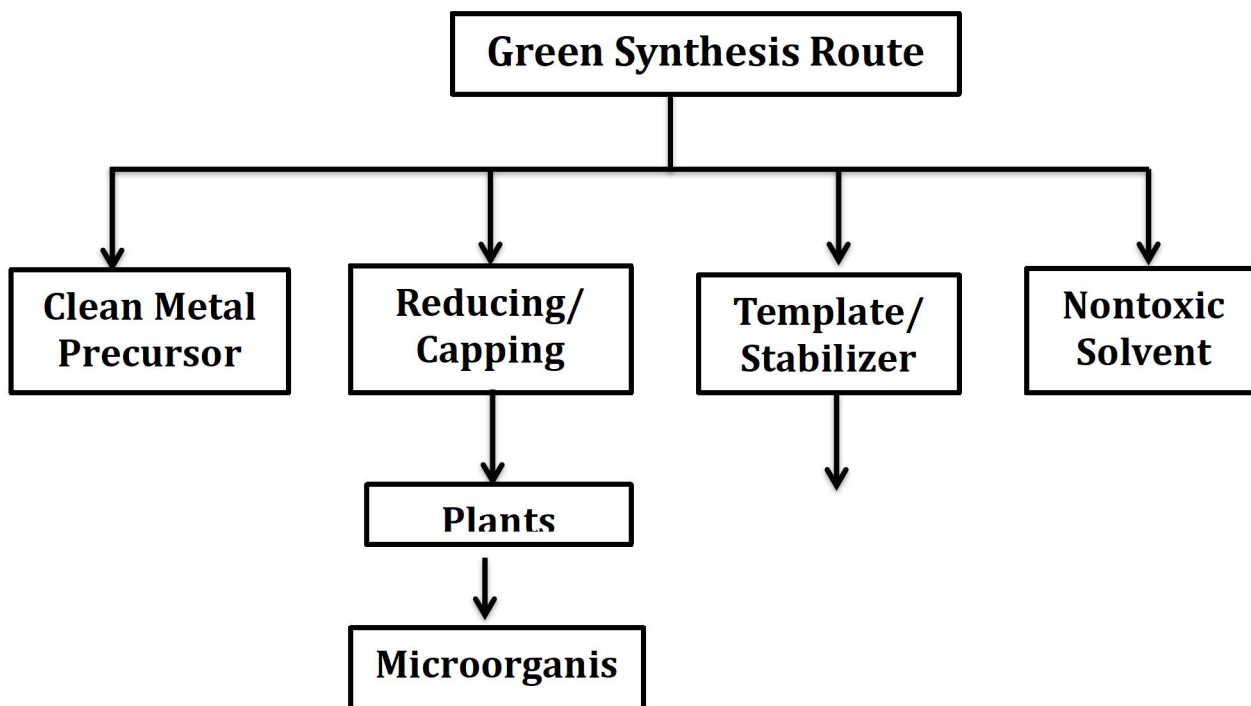 Green Synthesis Route
Clean Metal
Precursor
Reducing/
Capping
Template/
Stabilizer
Nontoxic
Solvent
Plants
Microorganis